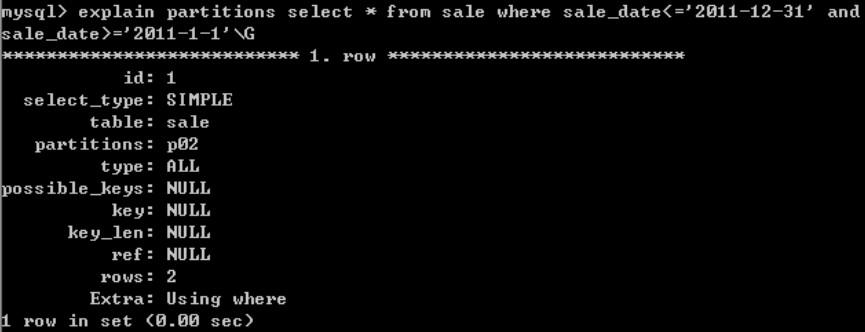 mysql> explain partitions select * from sale where sale_date<='2011-12-31' and
sale_date>='2011-1-1'\G
*************************** 1. row ***************************
id: 1
select_type: SIMPLE
table: sale
partitions: p02
type: ALL
possible_keys: NULL
key: NULL
key_len: NULL
ref: NULL
rows: 2
Extra: Using where
1 row in set (0.00 sec)